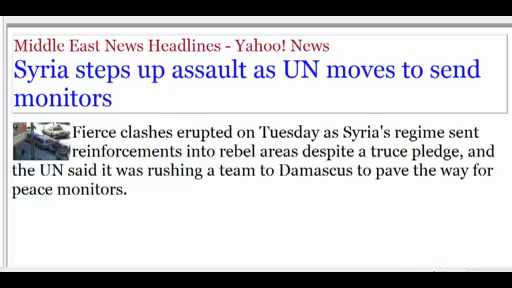 Middle East News Headlines - Yahoo! News
Syria steps up assault as UN moves to send
monitors
Fierce clashes erupted on Tuesday as Syria's regime sent
reinforcements into rebel areas despite a truce pledge, and
the UN said it was rushing a team to Damascus to pave the way for
peace monitors.